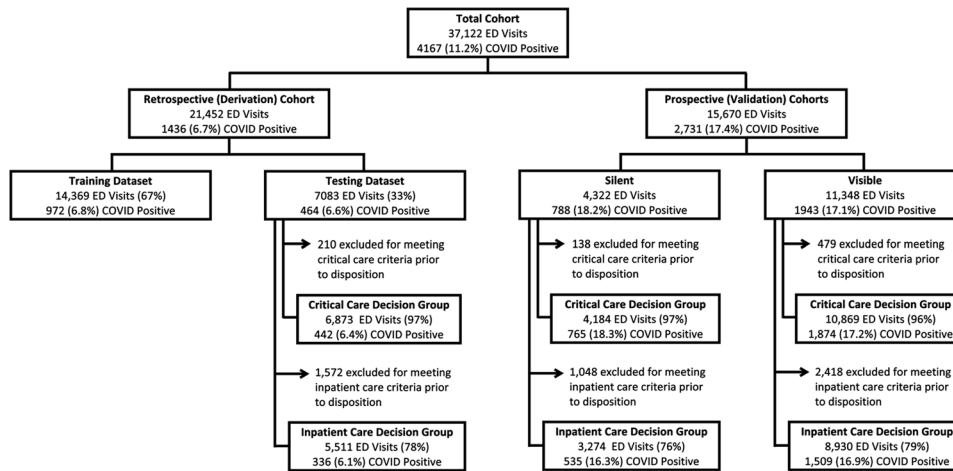 Total Cohort
37,122 ED Visits
4167 (11.2%) COVID Positive
Retrospective (Derivation) Cohort
21,452 ED Visits
1436 (6.7%) COVID Positive
Prospective (Validation) Cohorts
15,670 ED Visits
2,731 (17.4%) COVID Positive
Training Dataset
14,369 ED Visits (67%)
972 (6.8%) COVID Positive
Testing Dataset
7083 ED Visits (33%)
464 (6.6%) COVID Positive
Silent
4,322 ED Visits
788 (18.2%) COVID Positive
Visible
11,348 ED Visits
1943 (17.1%) COVID Positive
210 excluded for meeting
critical care criteria prior
to disposition
138 excluded for meeting
critical care criteria prior
to disposition
479 excluded for meeting
critical care criteria prior
to disposition
Critical Care Decision Group
6,873 ED Visits (97%)
442 (6.4%) COVID Positive
Critical Care Decision Group
4,184 ED Visits (97%)
765 (18.3%) COVID Positive
Critical Care Decision Group
10,869 ED Visits (96%)
1,874 (17.2%) COVID Positive
1,572 excluded for meeting
inpatient care criteria prior
to disposition
1,048 excluded for meeting
inpatient care criteria prior
to disposition
2,418 excluded for meeting
inpatient care criteria prior
to disposition
Inpatient Care Decision Group
5,511 ED Visits (78%)
336 (6.1%) COVID Positive
Inpatient Care Decision Group
3,274 ED Visits (76%)
535 (16.3%) COVID Positive
Inpatient Care Decision Group
8,930 ED Visits (79%)
1,509 (16.9%) COVID Positive